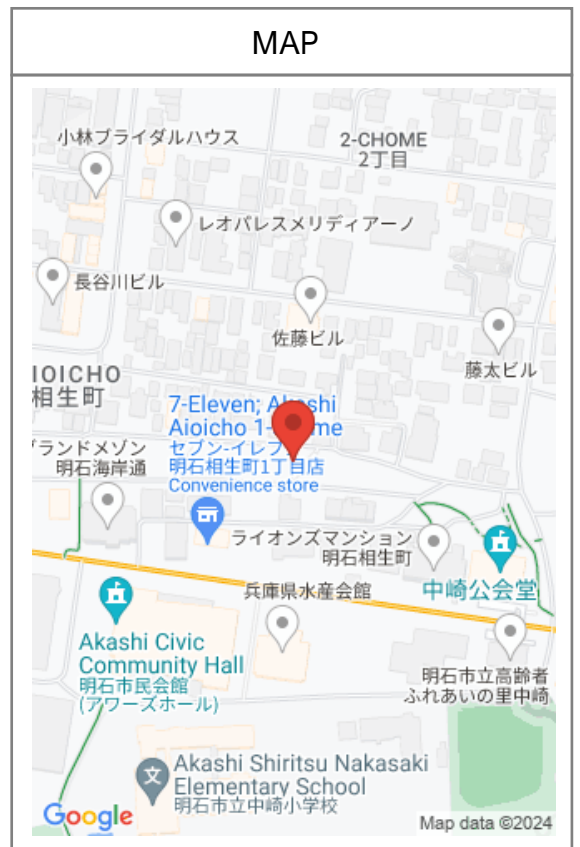 MAP
小林ブライダルハウス
2-CHOME
2丁目
レオパレスメリディアーノ
長谷川ビル
佐藤ビル
藤太ビル
IOICHO
相生町
7-Eleven; Akashi
Aioicho 1-chome
セブン-イレブン
明石相生町1丁目店
Convenience store
グランドメゾン
明石海岸通
ライオンズマンション
明石相生町
中崎公会堂
兵庫県水産会館
Akashi Civic
Community Hall
明石市民会館
(アワーズホール)
明石市立高齢者
ふれあいの里中崎
Akashi Shiritsu Nakasaki
Elementary School
明石市立中崎小学校
Google
Map data ©2024